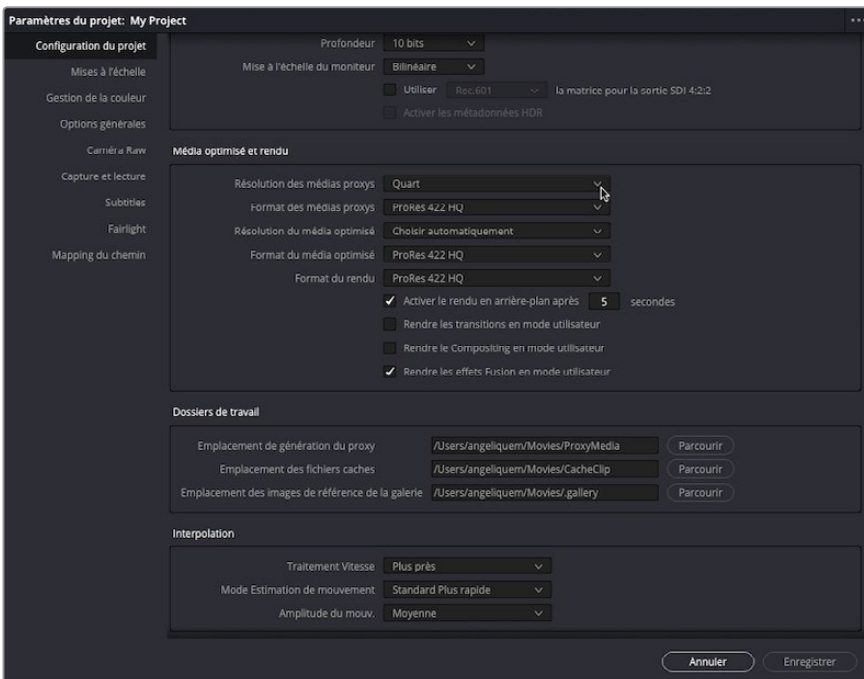 Paramètres du projet: My Project
Configuration du projet
Mises à l'échelle
Gestion de la couleur
Options générales
Caméra Raw
Capture et lecture
Subtitles
Fairlight
Mapping du chemin
Profondeur 10 bits
Mise à l'échelle du moniteur Bilinéaire
Utiliser Rec.601 la matrice pour la sortie SDI 4:2:2
Activer les métadonnées HDR
Média optimisé et rendu
Résolution des médias proxys Quart
Format des médias proxys ProRes 422 HQ
Résolution du média optimisé Choisir automatiquement
Format du média optimisé ProRes 422 HQ
Format du rendu ProRes 422 HQ
Activer le rendu en arrière-plan après 5 secondes
Rendre les transitions en mode utilisateur
Rendre le Compositing en mode utilisateur
Rendre les effets Fusion en mode utilisateur
Dossiers de travail
Emplacement de génération du proxy /Users/angeliquem/Movies/ProxyMedia Parcourir
Emplacement des fichiers caches /Users/angeliquem/Movies/CacheClip Parcourir
Emplacement des images de référence de la galerie /Users/angeliquem/Movies/.gallery Parcourir
Interpolation
Traitement Vitesse Plus près
Mode Estimation de mouvement Standard Plus rapide
Amplitude du mouv. Moyenne
Annuler Enregistrer